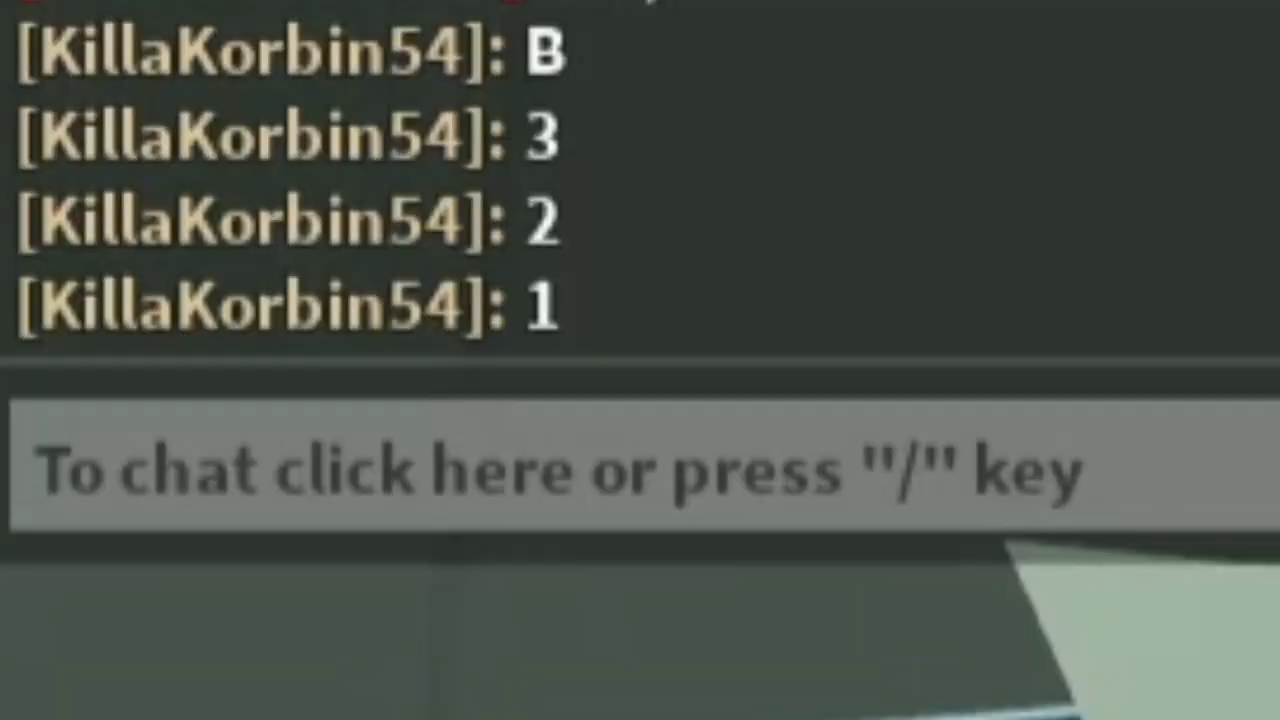 [KillaKorbin54]: B
[KillaKorbin54]: 3
[KillaKorbin54]: 2
[KillaKorbin54]: 1
To chat click here or press "/" key